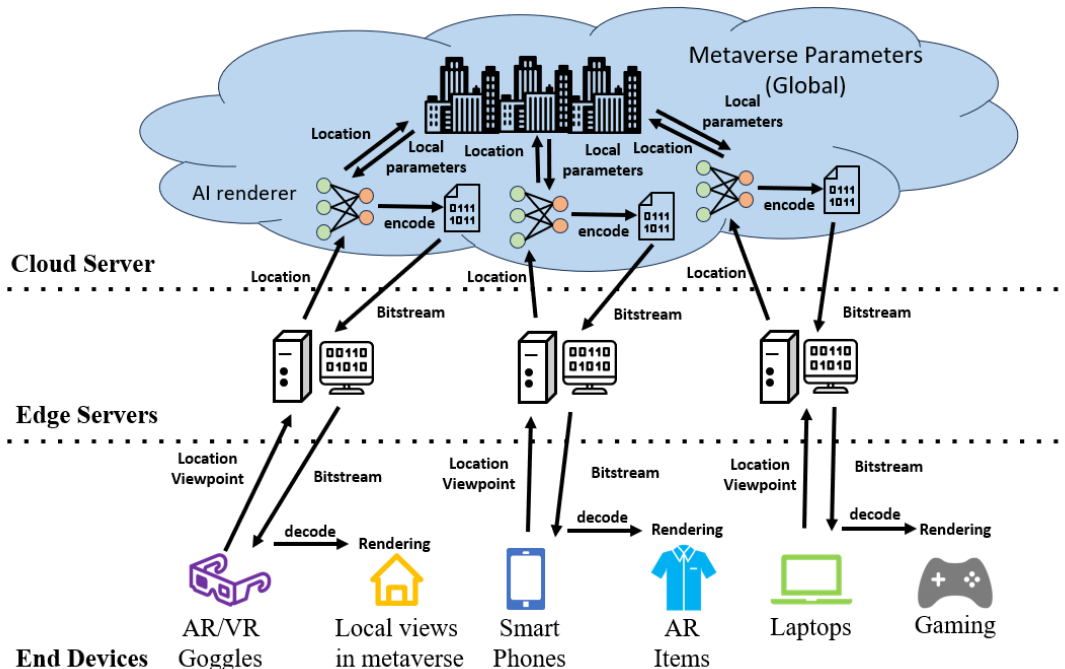 Metaverse Parameters
(Global)
Location
Local
parameters
Location
Local
parameters
Local
parameters
Location
AI renderer
encode
0111
1011
encode
0111
1011
encode
0111
1011
Cloud Server
Location
Bitstream
Location
Bitstream
Location
Bitstream
00110
01010
00110
01010
00110
01010
Edge Servers
Location
Viewpoint
Bitstream
Location
Viewpoint
Bitstream
Location
Viewpoint
Bitstream
decode
Rendering
decode
Rendering
decode
Rendering
AR/VR
Goggles
Local views
in metaverse
Smart
Phones
AR
Items
Laptops
Gaming
End Devices